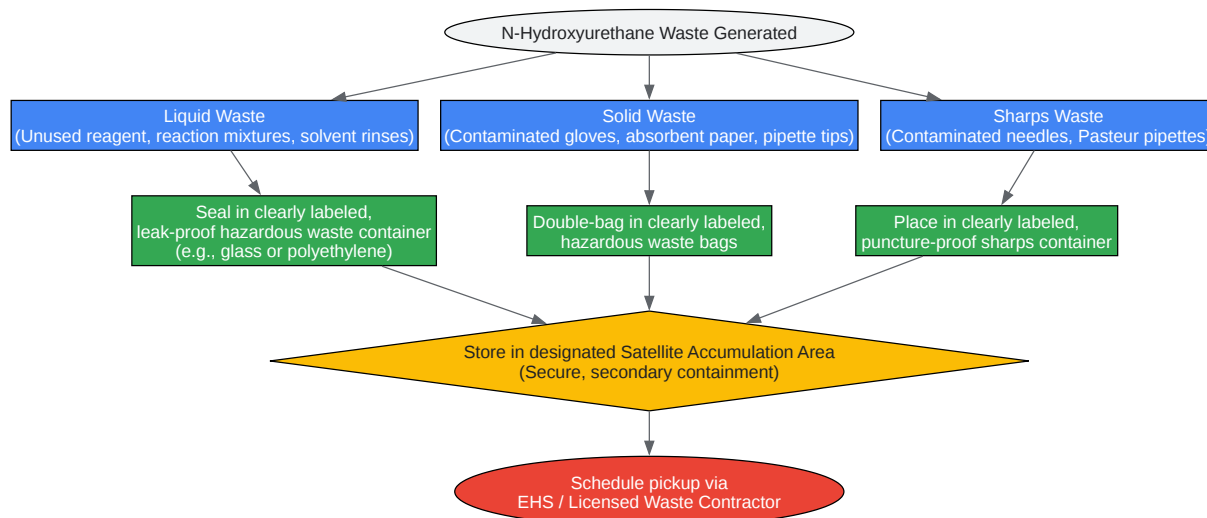 N-Hydroxyurethane Waste Generated
Liquid Waste
(Unused reagent, reaction mixtures, solvent rinses)
Solid Waste
(Contaminated gloves, absorbent paper, pipette tips)
Sharps Waste
(Contaminated needles, Pasteur pipettes)
Seal in clearly labeled,
leak-proof hazardous waste container
(e.g., glass or polyethylene)
Double-bag in clearly labeled,
hazardous waste bags
Place in clearly labeled,
puncture-proof sharps container
Store in designated Satellite Accumulation Area
(Secure, secondary containment)
Schedule pickup via
EHS / Licensed Waste Contractor